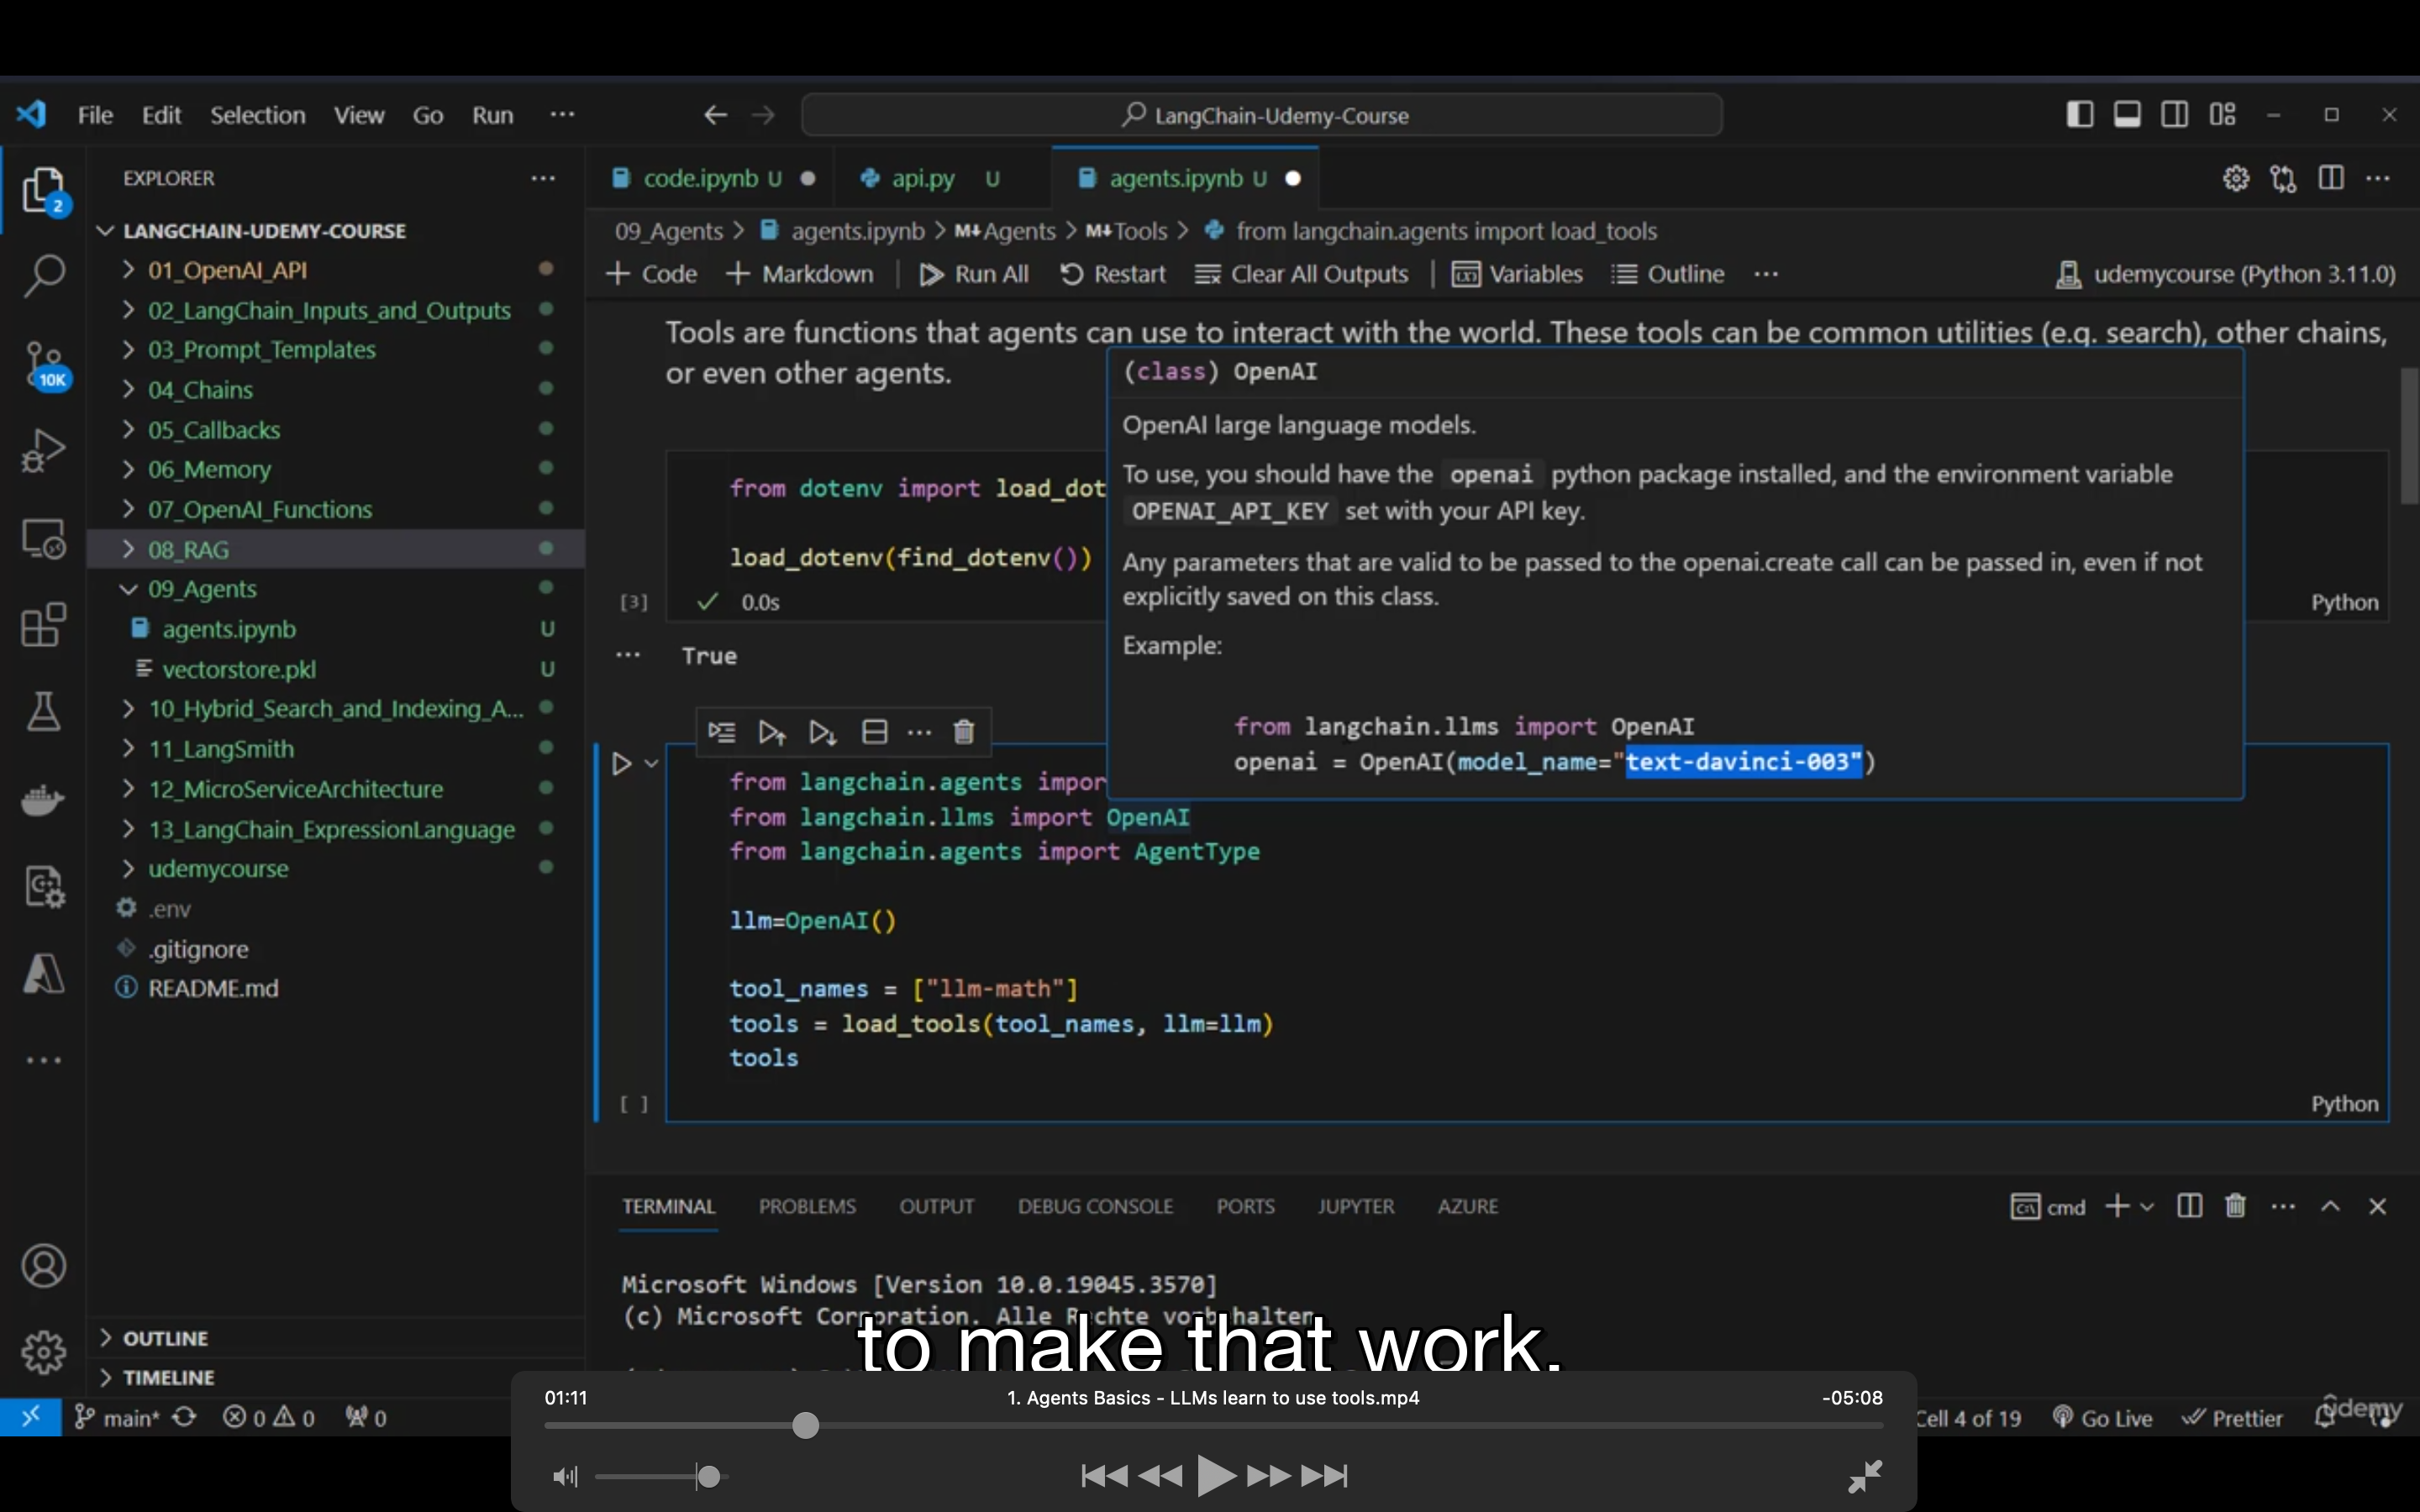 File Edit Selection View Go Run ...
LangChain-Udemy-Course
EXPLORER
2
10K
LANGCHAIN-UDEMY-COURSE
01_OpenAI_API
02_LangChain_Inputs_and_Outputs
03_Prompt_Templates
04_Chains
05_Callbacks
06_Memory
07_OpenAI_Functions
08_RAG
09_Agents
agents.ipynb U
vectorstore.pkl U
10_Hybrid_Search_and_Indexing_A...
11_LangSmith
12_MicroServiceArchitecture
13_LangChain_ExpressionLanguage
udemycourse
.env
.gitignore
README.md
OUTLINE
TIMELINE
code.ipynb U api.py U agents.ipynb U
09_Agents > agents.ipynb > M↓Agents > M↓Tools > from langchain.agents import load_tools
+ Code + Markdown Run All Restart Clear All Outputs Variables Outline ... udemycourse (Python 3.11.0)
Tools are functions that agents can use to interact with the world. These tools can be common utilities (e.g. search), other chains,
or even other agents.
from dotenv import load_dot
load_dotenv(find_dotenv())
[3] ✓ 0.0s Python
... True
(class) OpenAI
OpenAI large language models.
To use, you should have the openai python package installed, and the environment variable
OPENAI_API_KEY set with your API key.
Any parameters that are valid to be passed to the openai.create call can be passed in, even if not
explicitly saved on this class.
Example:
from langchain.llms import OpenAI
openai = OpenAI(model_name="text-davinci-003")
from langchain.agents impor
from langchain.llms import OpenAI
from langchain.agents import AgentType
llm=OpenAI()
tool_names = ["llm-math"]
tools = load_tools(tool_names, llm=llm)
tools
[ ] Python
TERMINAL PROBLEMS OUTPUT DEBUG CONSOLE PORTS JUPYTER AZURE
cmd
Microsoft Windows [Version 10.0.19045.3570]
(c) Microsoft Corporation. Alle Rechte vorbehalten
to make that work.
01:11 1. Agents Basics - LLMs learn to use tools.mp4 -05:08
main* 0 0 0
Cell 4 of 19 Go Live Prettier
udemy